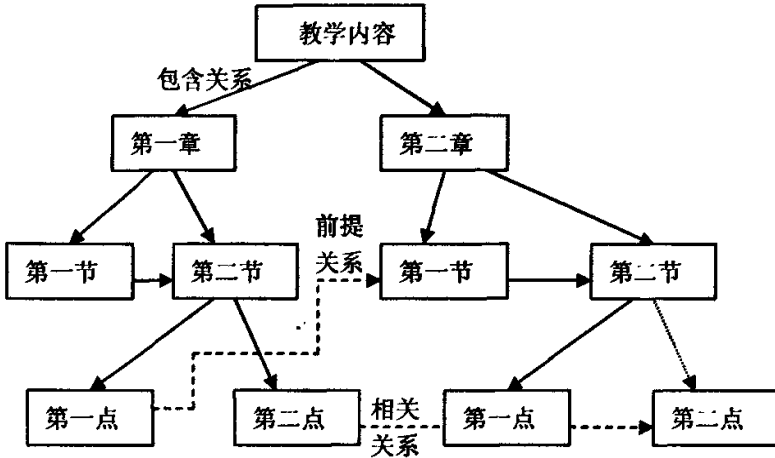 教学内容
包含关系
第一章
第二章
前提
关系
第一节
第二节
第一节
第二节
第一点
第二点
相关
关系
第一点
第二点